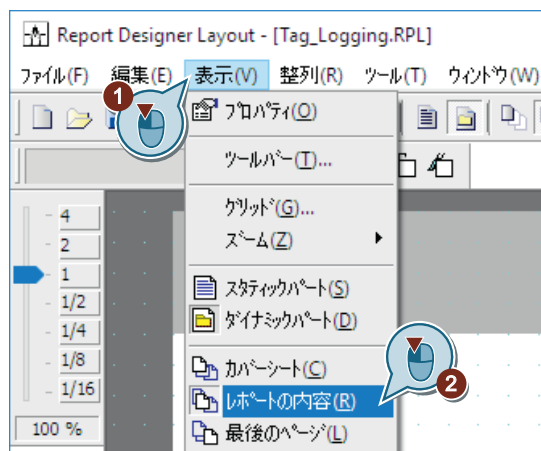 Report Designer Layout - [Tag_Logging.RPL]
ファイル(F) 編集(E) 表示(V) 整列(R) ツール(T) ウィンドウ(W)
1
プロパティ(O)
ツールバー(T)...
グリッド(G)...
ズーム(Z)
スタティックパート(S)
ダイナミックパート(D)
カバーシート(C)
レポートの内容(R)
2
最後のページ(L)
4
2
1
1/2
1/4
1/8
1/16
100 %